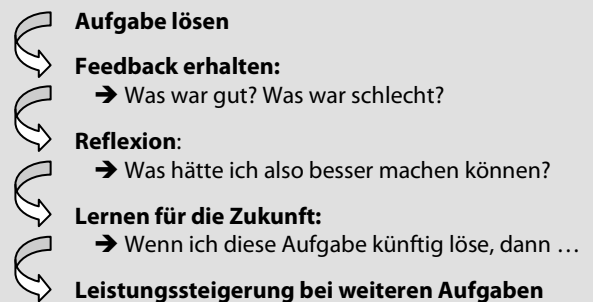 Aufgabe lösen
Feedback erhalten:
➔ Was war gut? Was war schlecht?
Reflexion:
➔ Was hätte ich also besser machen können?
Lernen für die Zukunft:
➔ Wenn ich diese Aufgabe künftig löse, dann …
Leistungssteigerung bei weiteren Aufgaben